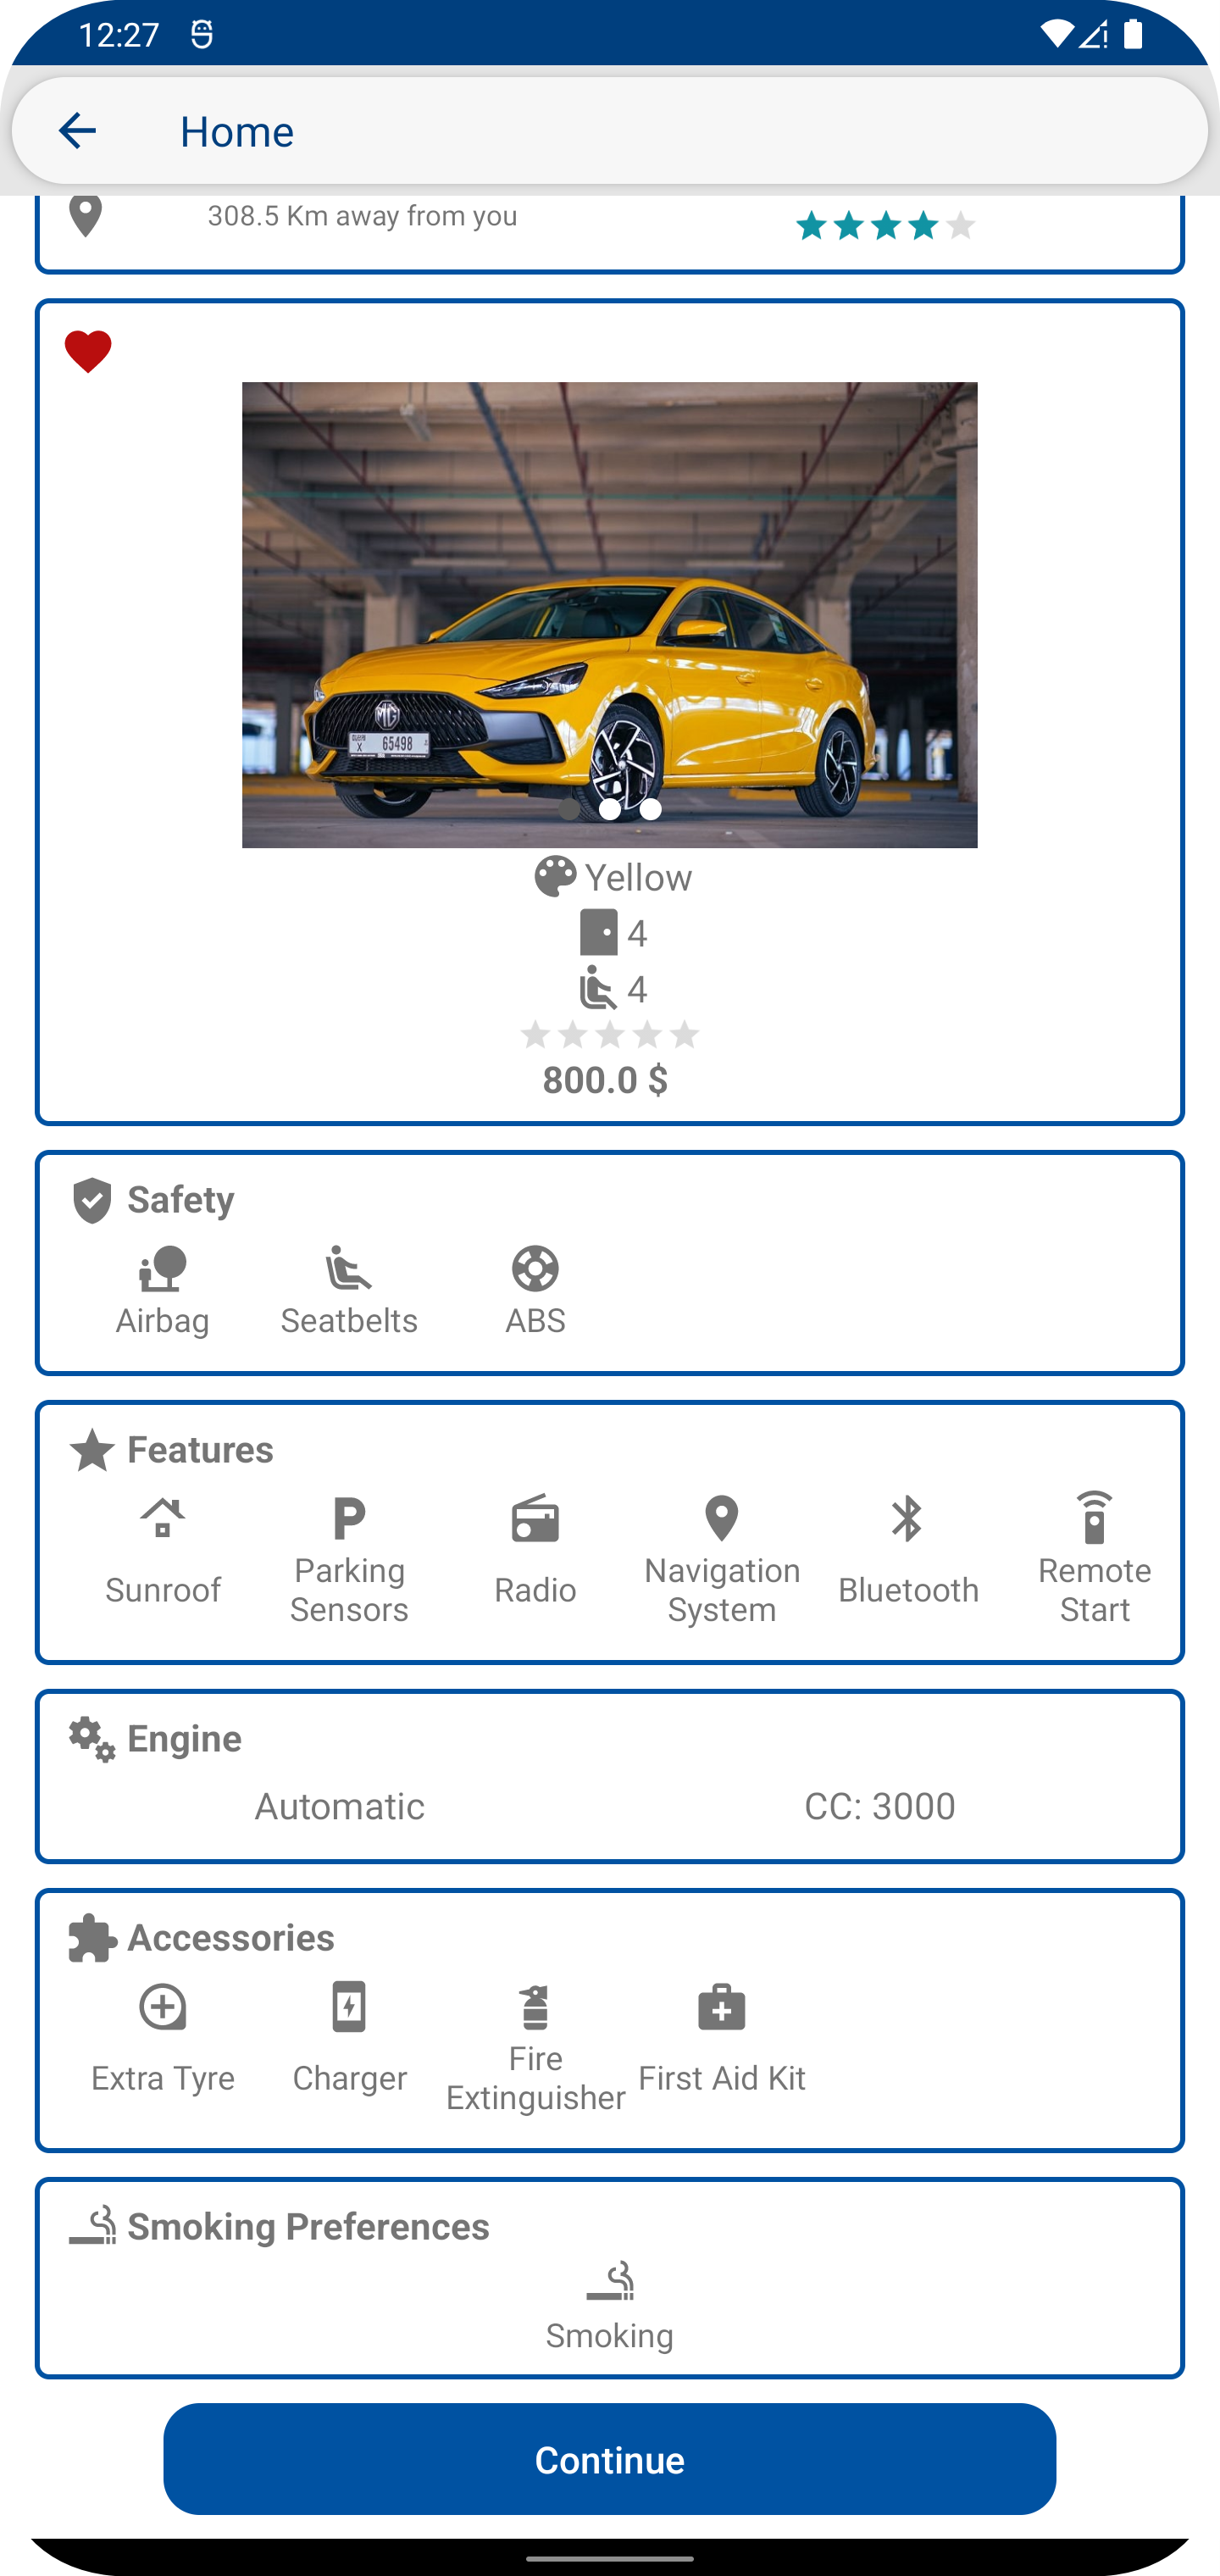 12:27
Home
308.5 Km away from you
MG
X 65498
Yellow
4
4
800.0 $
Safety
Airbag
Seatbelts
ABS
Features
Sunroof
Parking
Sensors
Radio
Navigation
System
Bluetooth
Remote
Start
Engine
Automatic
CC: 3000
Accessories
Extra Tyre
Charger
Fire
Extinguisher
First Aid Kit
Smoking Preferences
Smoking
Continue